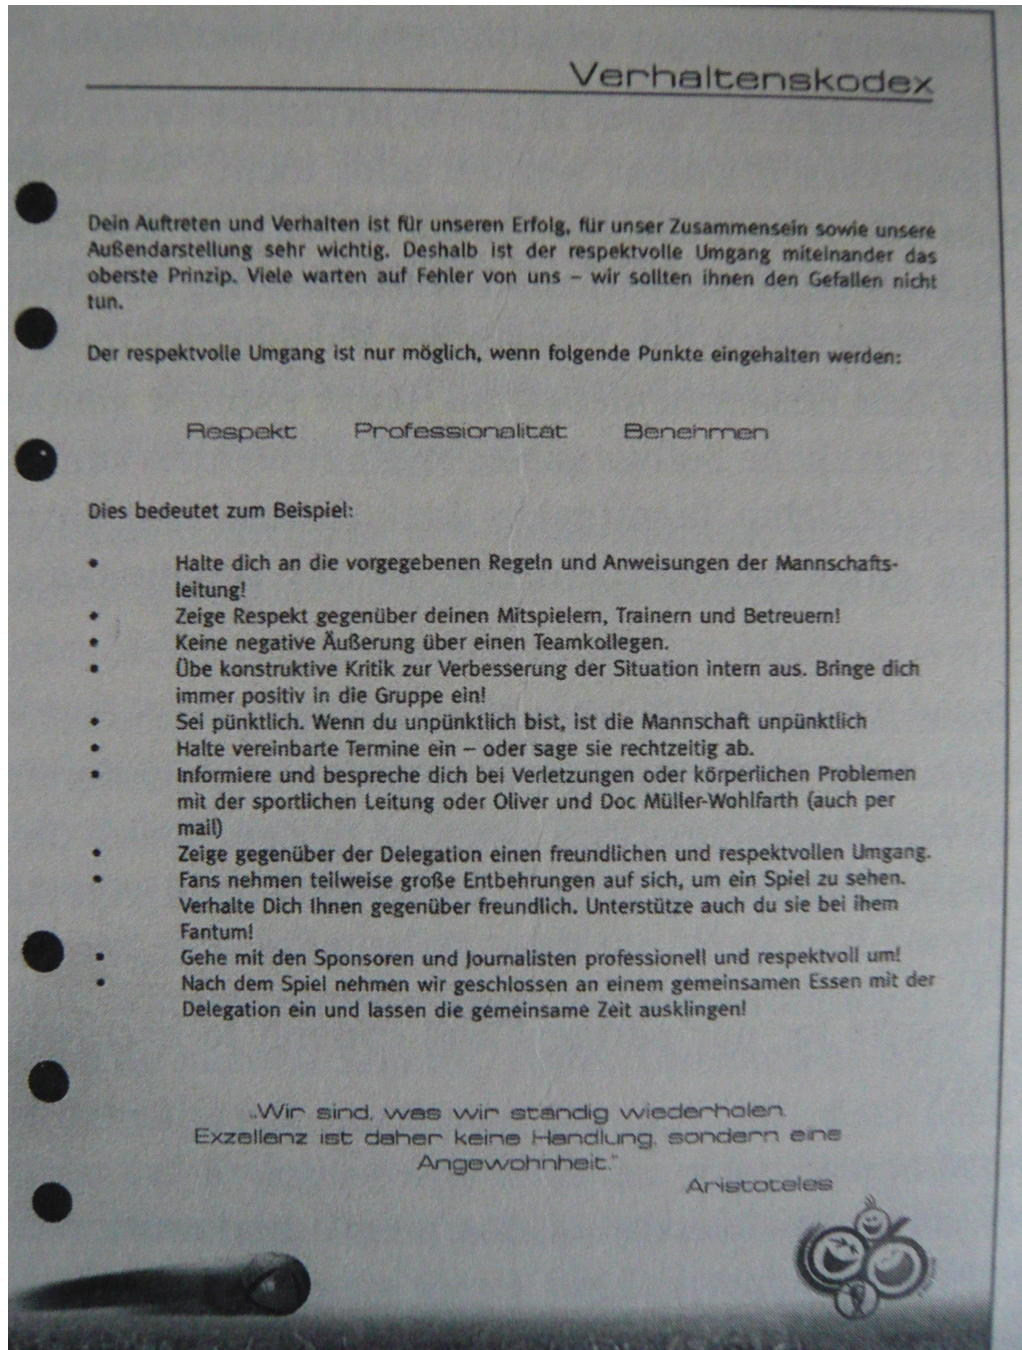 Verhaltenskodex
Dein Auftreten und Verhalten ist für unseren Erfolg, für unser Zusammensein sowie unsere
Außendarstellung sehr wichtig. Deshalb ist der respektvolle Umgang miteinander das
oberste Prinzip. Viele warten auf Fehler von uns – wir sollten ihnen den Gefallen nicht
tun.
Der respektvolle Umgang ist nur möglich, wenn folgende Punkte eingehalten werden:
Respekt Professionalität Benehmen
Dies bedeutet zum Beispiel:
• Halte dich an die vorgegebenen Regeln und Anweisungen der Mannschafts-
leitung!
• Zeige Respekt gegenüber deinen Mitspielern, Trainern und Betreuern!
• Keine negative Äußerung über einen Teamkollegen.
• Übe konstruktive Kritik zur Verbesserung der Situation intern aus. Bringe dich
immer positiv in die Gruppe ein!
• Sei pünktlich. Wenn du unpünktlich bist, ist die Mannschaft unpünktlich
• Halte vereinbarte Termine ein – oder sage sie rechtzeitig ab.
• Informiere und bespreche dich bei Verletzungen oder körperlichen Problemen
mit der sportlichen Leitung oder Oliver und Doc Müller-Wohlfarth (auch per
mail)
• Zeige gegenüber der Delegation einen freundlichen und respektvollen Umgang.
• Fans nehmen teilweise große Entbehrungen auf sich, um ein Spiel zu sehen.
Verhalte Dich Ihnen gegenüber freundlich. Unterstütze auch du sie bei ihem
Fantum!
• Gehe mit den Sponsoren und Journalisten professionell und respektvoll um!
• Nach dem Spiel nehmen wir geschlossen an einem gemeinsamen Essen mit der
Delegation ein und lassen die gemeinsame Zeit ausklingen!
„Wir sind, was wir ständig wiederholen.
Exzellenz ist daher keine Handlung, sondern eine
Angewohnheit."
Aristoteles